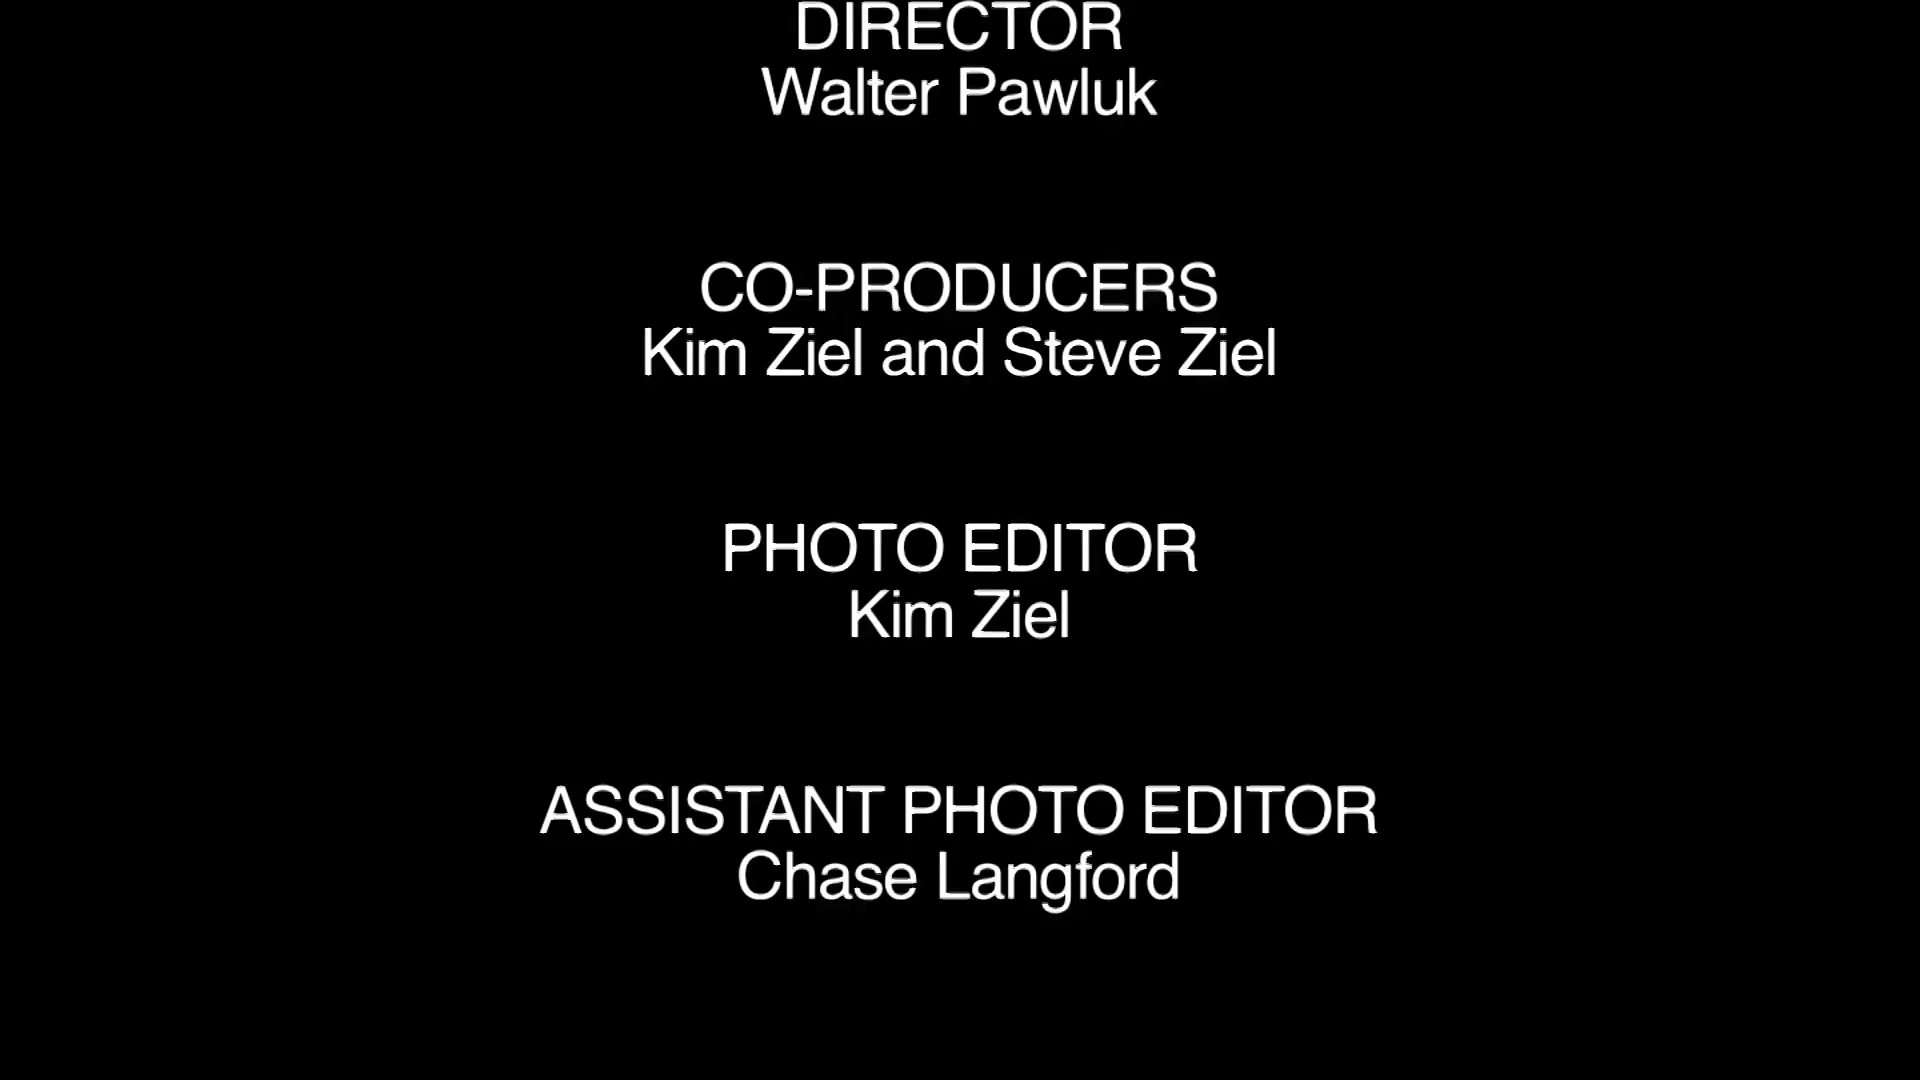 DIRECTOR
Walter Pawluk
CO-PRODUCERS
Kim Ziel and Steve Ziel
PHOTO EDITOR
Kim Ziel
ASSISTANT PHOTO EDITOR
Chase Langford